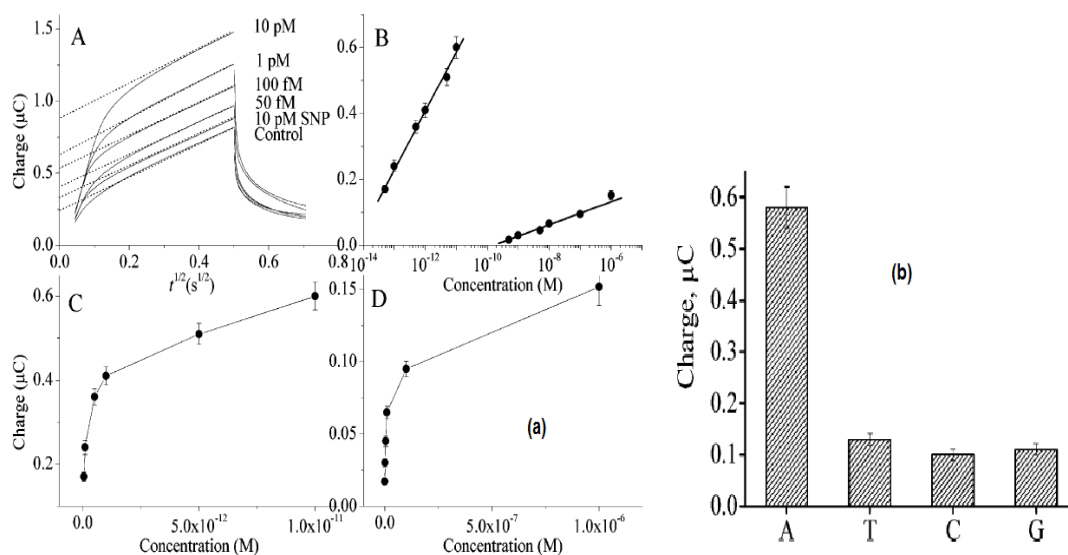 A
10 pM
1 pM
100 fM
50 fM
10 pM SNP
Control
Charge (μC)
1.5
1.0
0.5
0.0
0.0 0.2 0.4 0.6 0.8
t^1/2(s^1/2)
B
0.6
0.4
0.2
0.0
10^-14 10^-12 10^-10 10^-8 10^-6
Concentration (M)
C
Charge (μC)
0.6
0.4
0.2
0.0 5.0x10^-12 1.0x10^-11
Concentration (M)
D
0.15
0.10
0.05
0.00
(a)
0.0 5.0x10^-7 1.0x10^-6
Concentration (M)
(b)
Charge, μC
0.6
0.5
0.4
0.3
0.2
0.1
0.0
A T C G